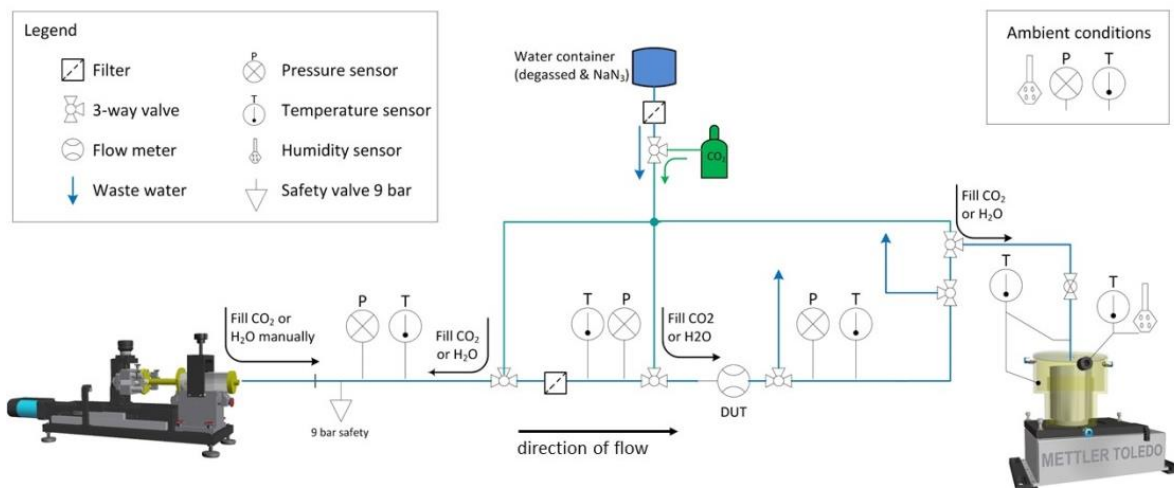 Legend
P
Filter
Pressure sensor
T
3-way valve
Temperature sensor
Flow meter
Humidity sensor
Waste water
Safety valve 9 bar
Water container
(degassed & NaN₃)
CO₂
Ambient conditions
P
T
Fill CO₂
or H₂O
T
T
Fill CO₂ or
H₂O manually
P
T
Fill CO₂
or H₂O
T
P
Fill CO2
or H2O
P
T
DUT
9 bar safety
direction of flow
METTLER TOLEDO